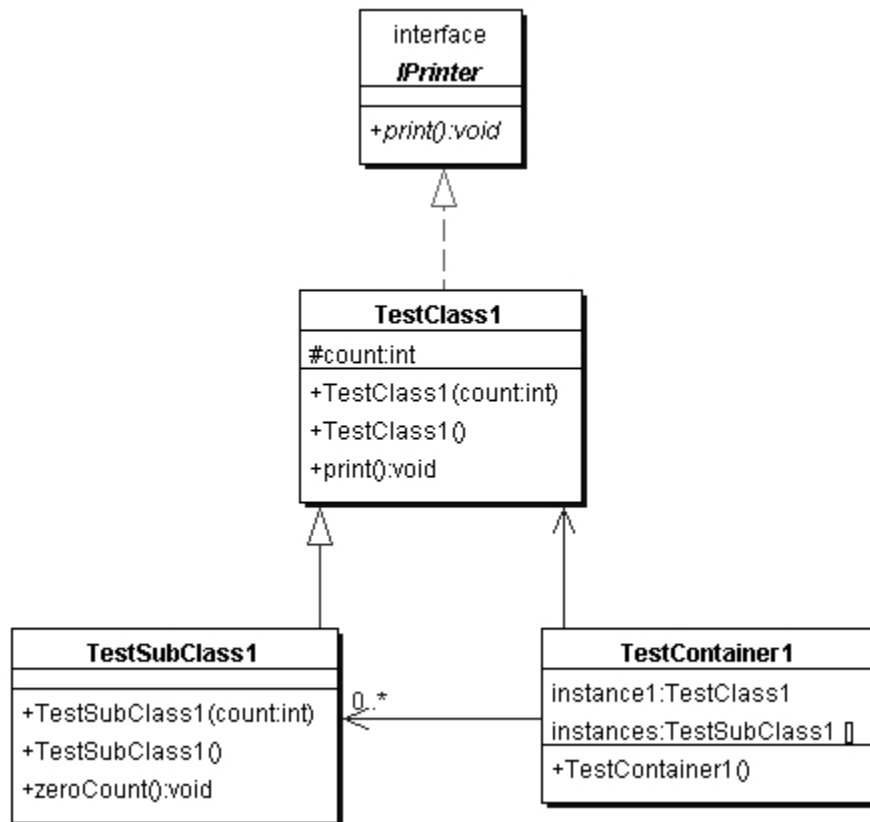 interface
IPrinter
+print():void
TestClass1
#count:int
+TestClass1(count:int)
+TestClass1()
+print():void
TestSubClass1
+TestSubClass1(count:int)
+TestSubClass1()
+zeroCount():void
0..*
TestContainer1
instance1:TestClass1
instances:TestSubClass1 []
+TestContainer1()